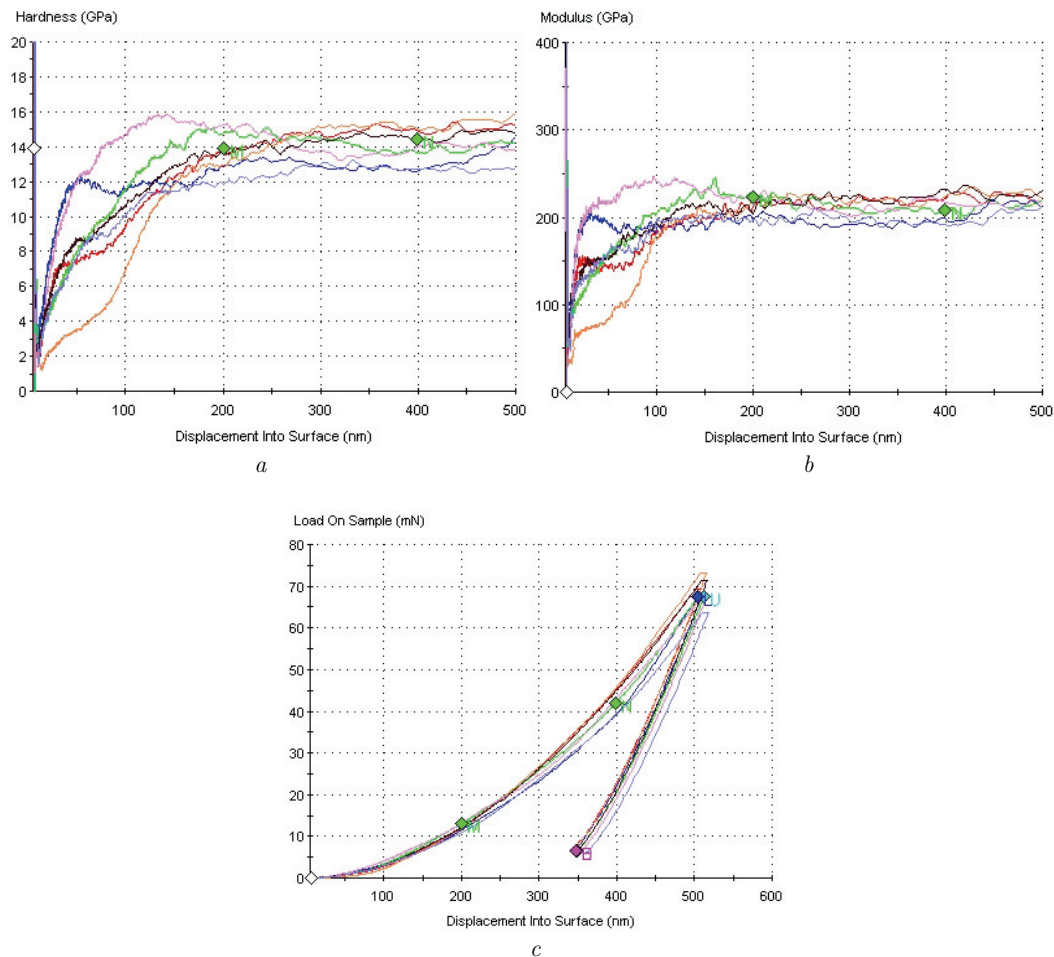 Hardness (GPa)
20
18
16
14
12
10
8
6
4
2
0
M
N
100
200
300
400
500
Displacement Into Surface (nm)
a
Modulus (GPa)
400
300
200
100
0
M
N
100
200
300
400
500
Displacement Into Surface (nm)
b
Load On Sample (mN)
80
70
60
50
40
30
20
10
0
U
N
M
100
200
300
400
500
600
Displacement Into Surface (nm)
c